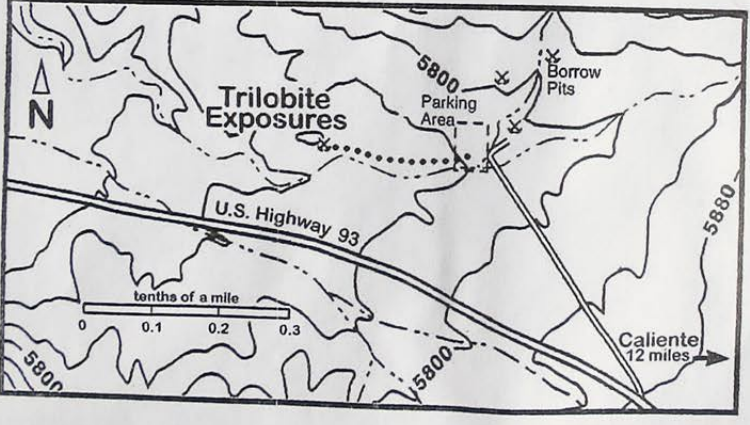 5800
Borrow
Pits
Parking
Area
Trilobite
Exposures
N
U.S. Highway 93
5880
tenths of a mile
0 0.1 0.2 0.3
Caliente
12 miles
5800
5800